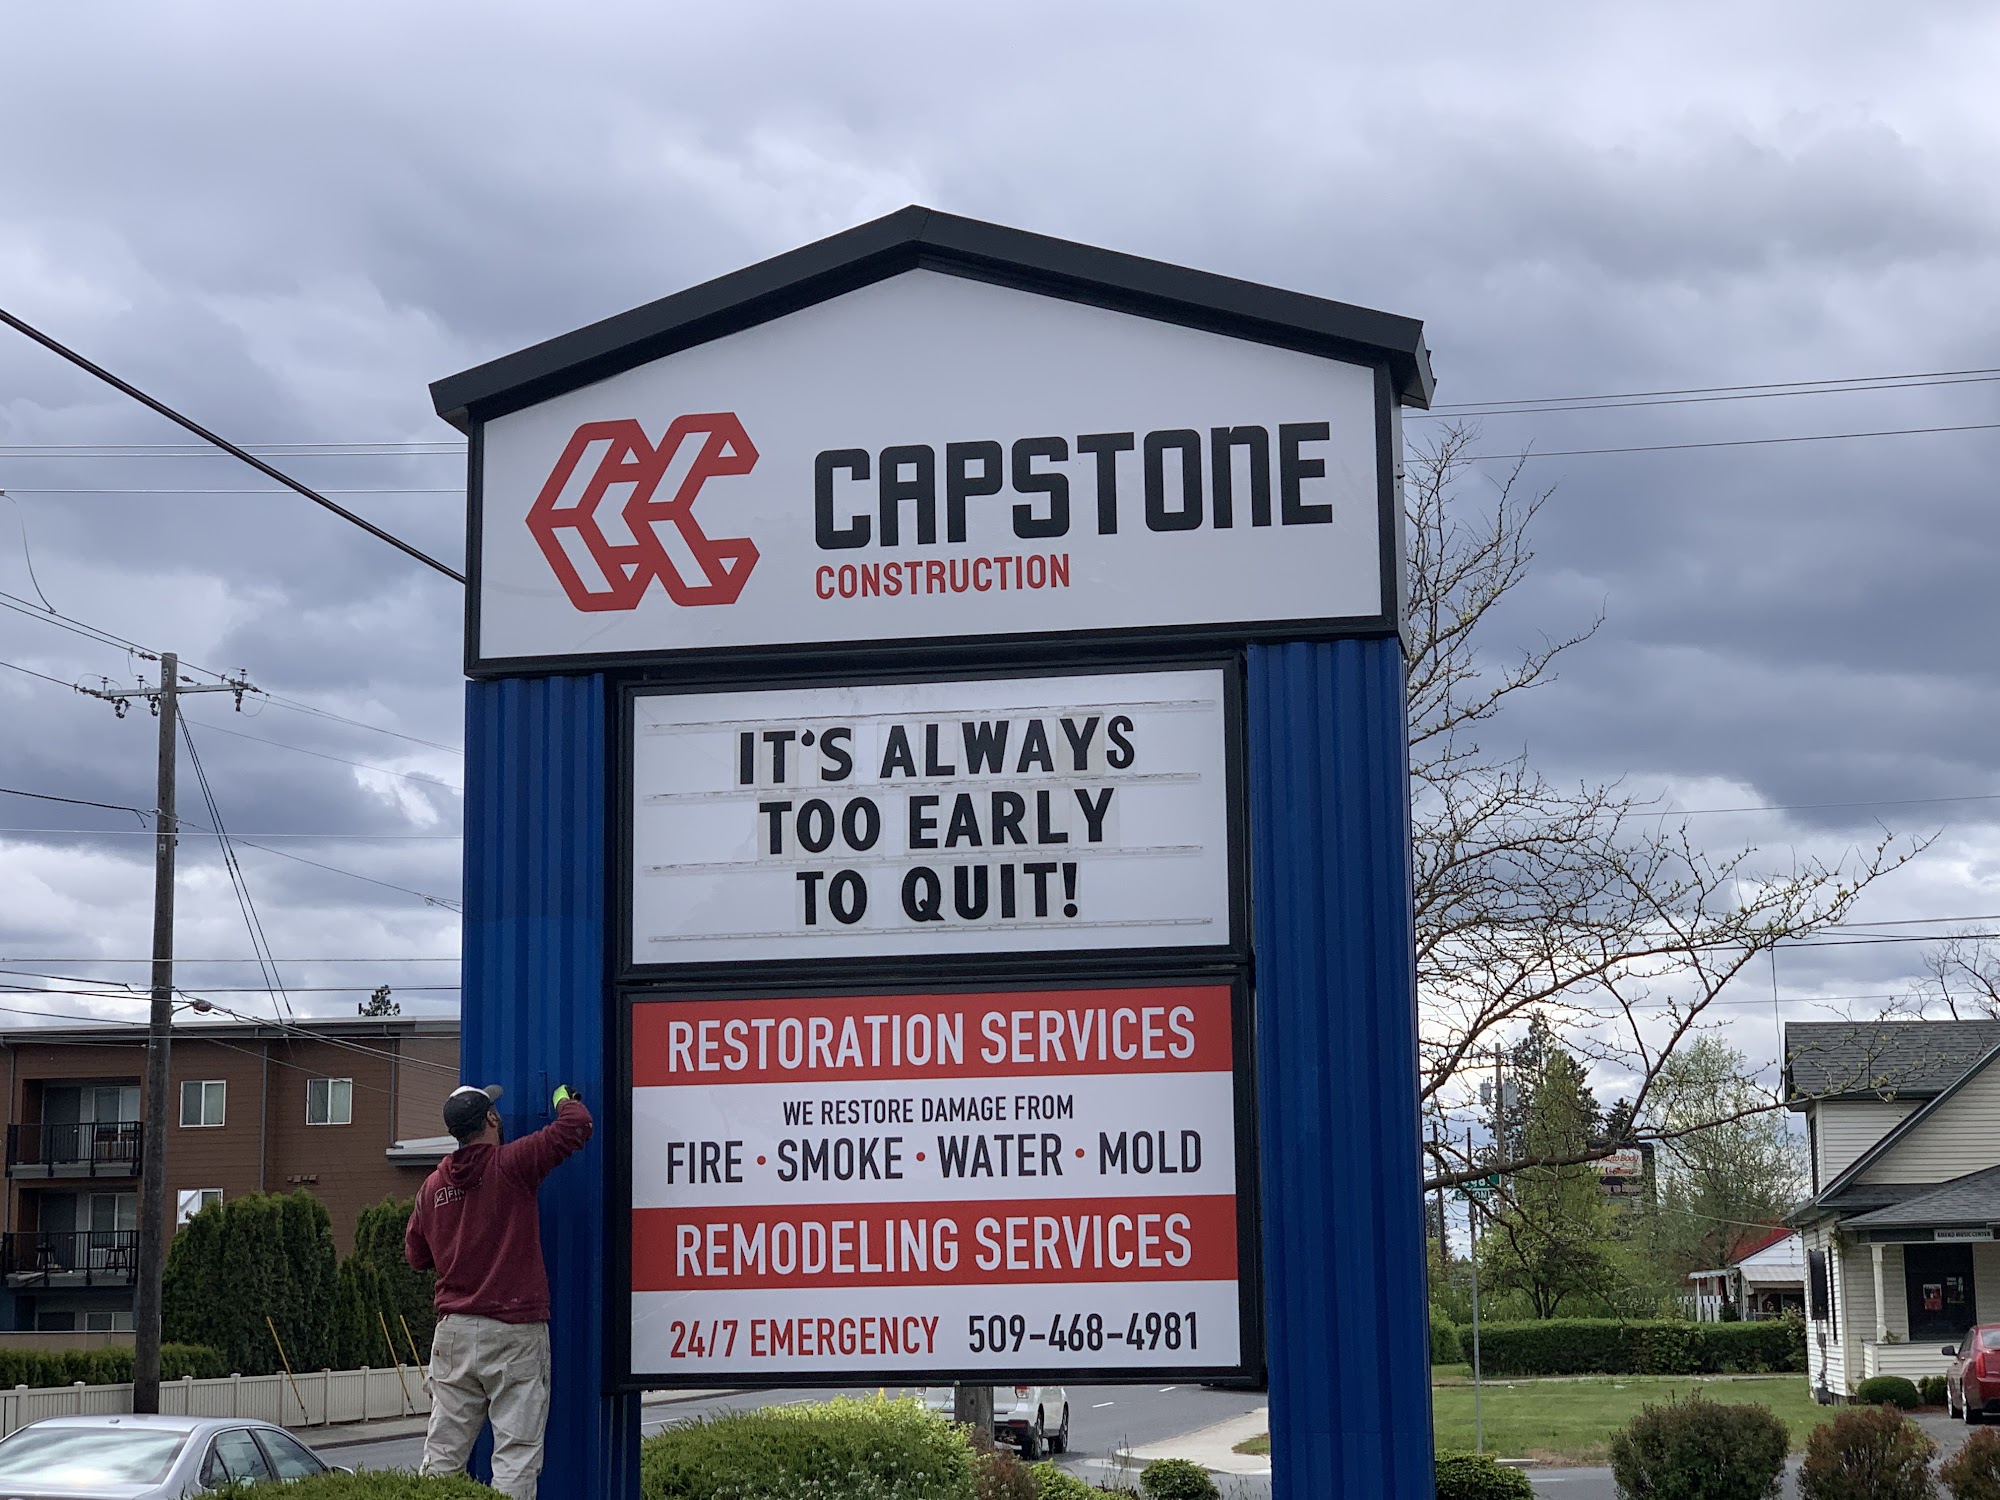 CAPSTONE
CONSTRUCTION
IT'S ALWAYS
TOO EARLY
TO QUIT!
RESTORATION SERVICES
WE RESTORE DAMAGE FROM
FIRE • SMOKE • WATER • MOLD
REMODELING SERVICES
24/7 EMERGENCY 509-468-4981